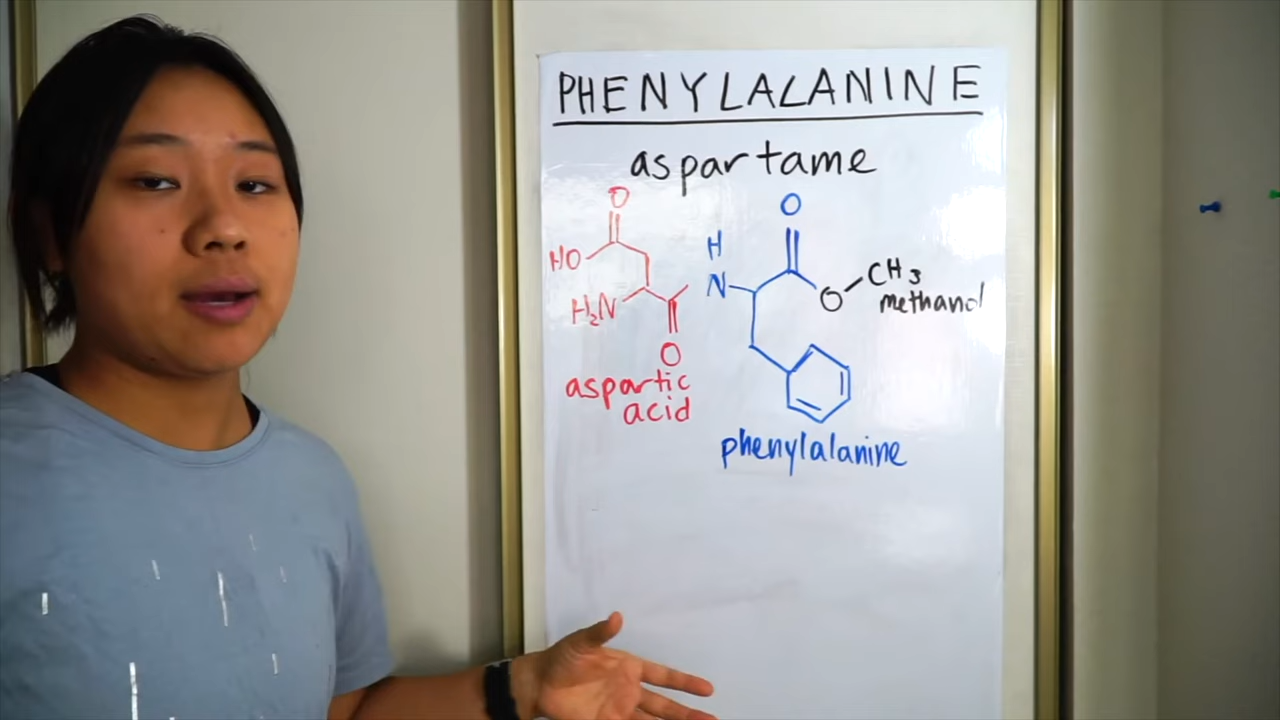 PHENYLALANINE
aspartame
O
HO
H₂N
O
aspartic
acid
H
N
O
O
CH₃
methanol
phenylalanine